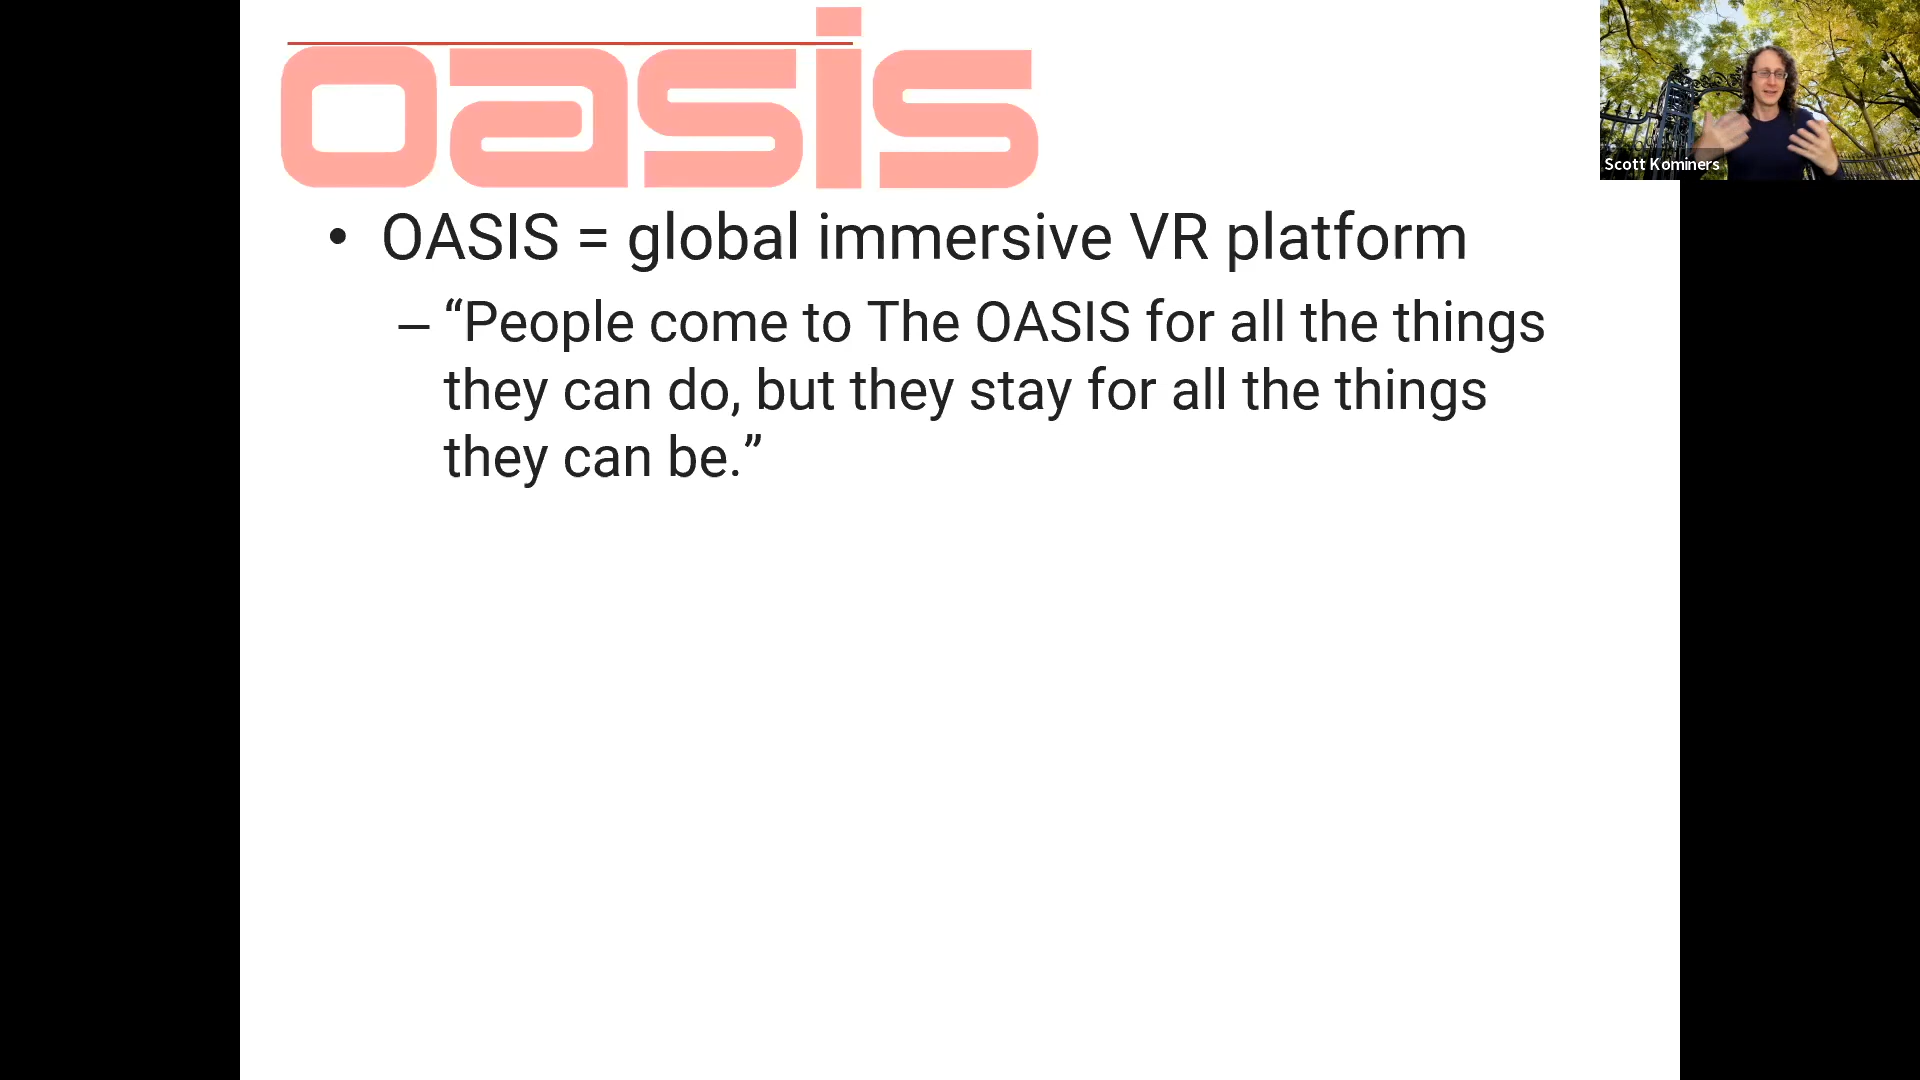 oasis
Scott Kominers
• OASIS = global immersive VR platform
– “People come to The OASIS for all the things
they can do, but they stay for all the things
they can be.”